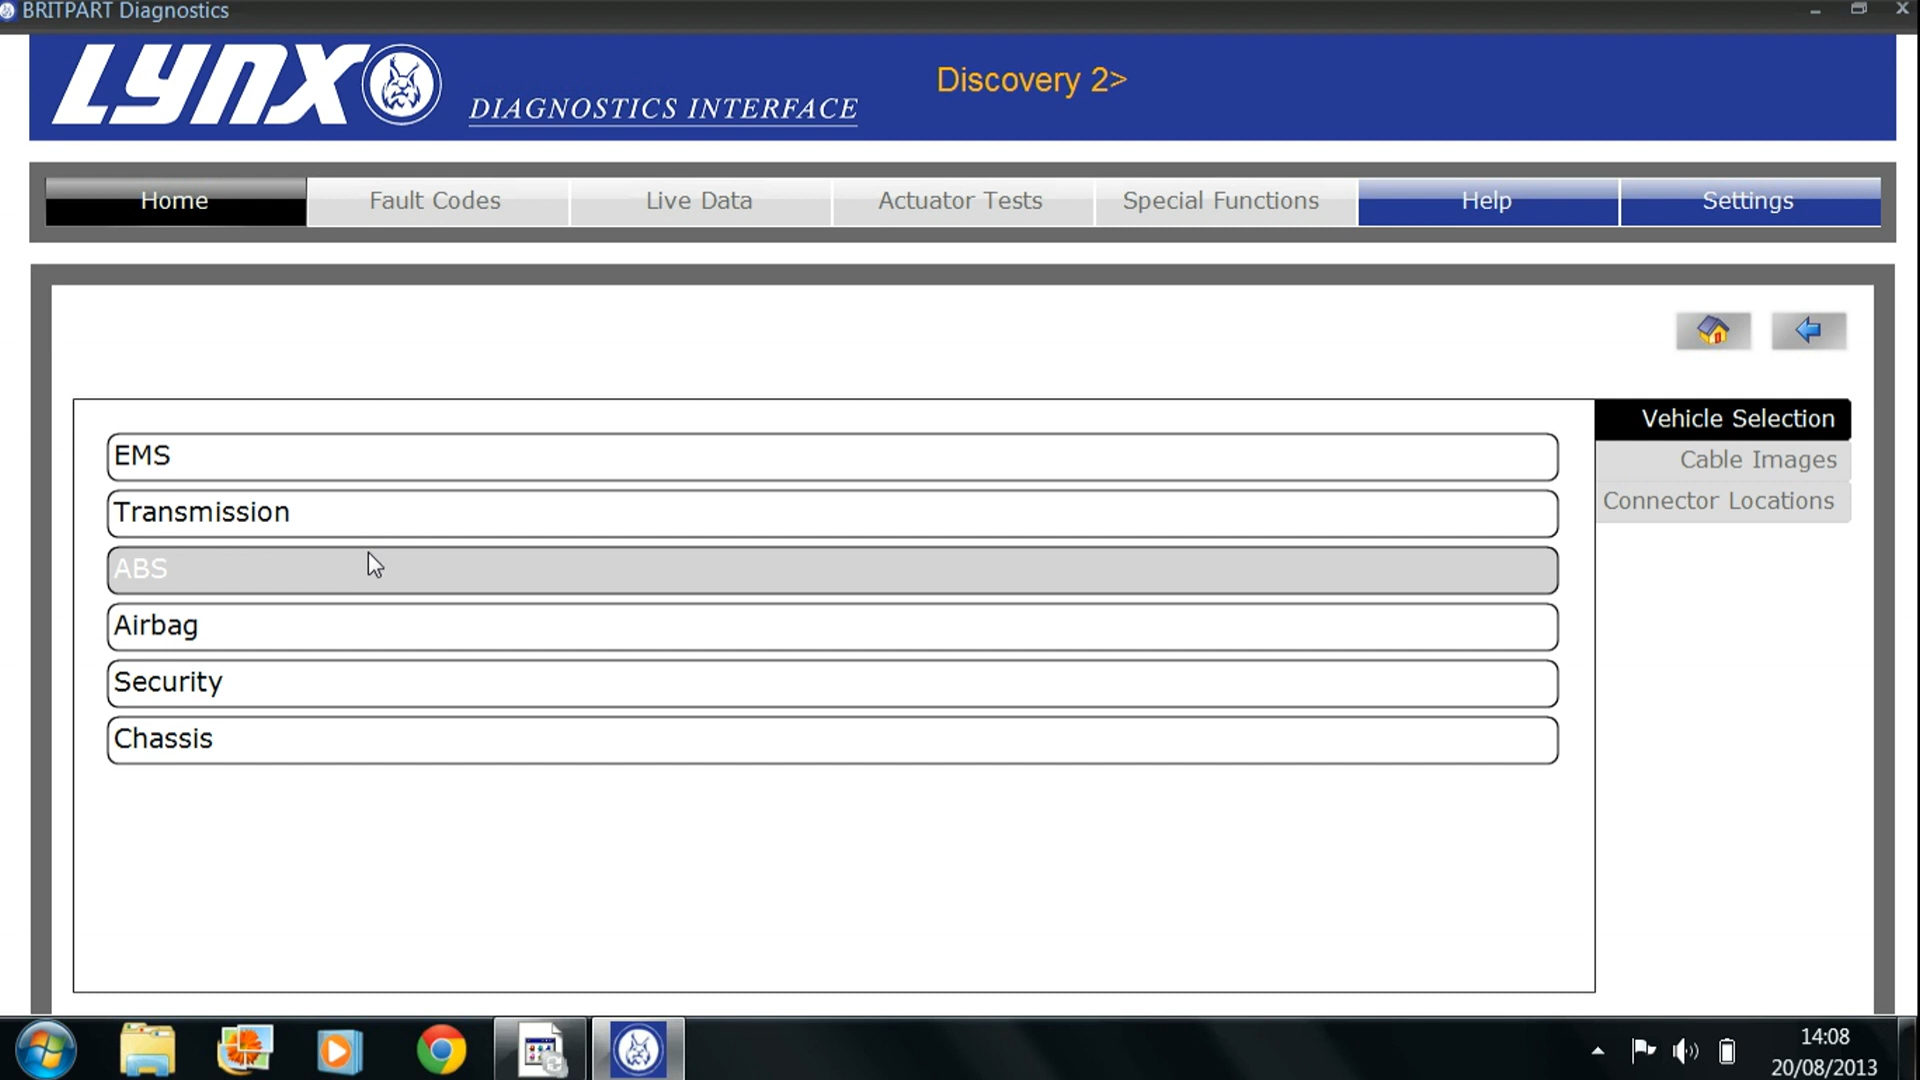 BRITPART Diagnostics
LYNX
DIAGNOSTICS INTERFACE
Discovery 2>
Home
Fault Codes
Live Data
Actuator Tests
Special Functions
Help
Settings
EMS
Transmission
ABS
Airbag
Security
Chassis
Vehicle Selection
Cable Images
Connector Locations
14:08
20/08/2013